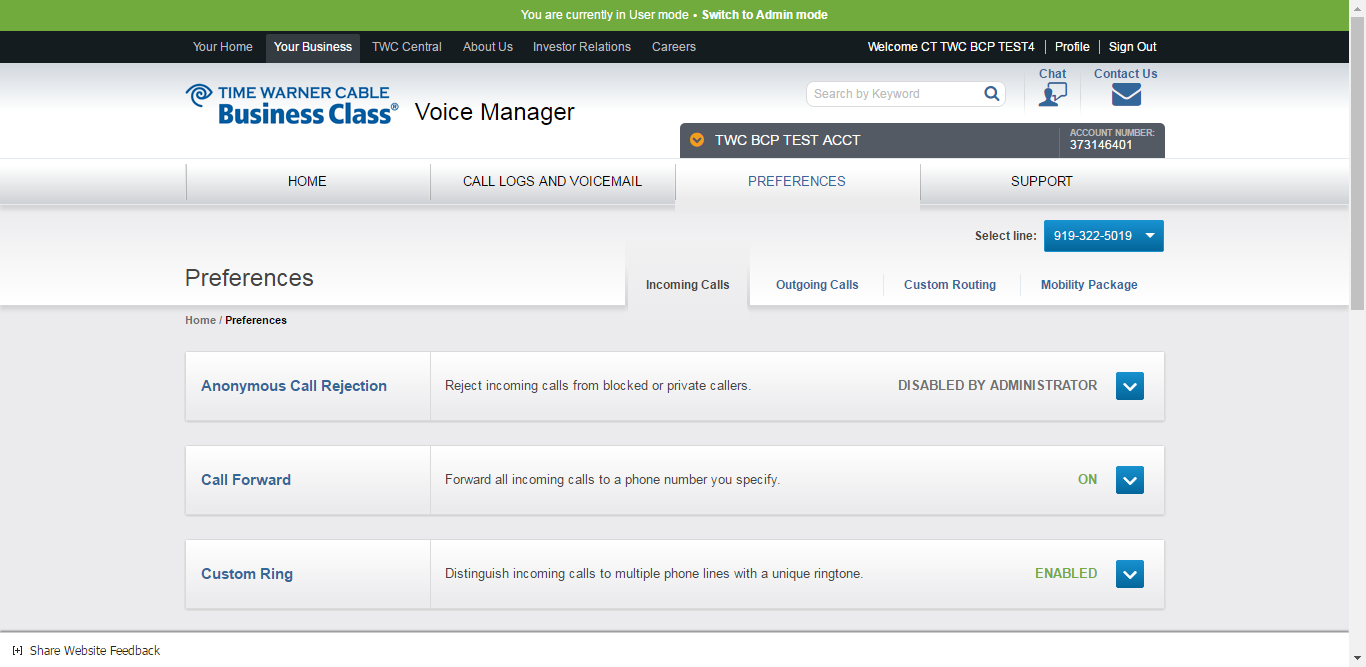 You are currently in User mode • Switch to Admin mode
Your Home Your Business TWC Central About Us Investor Relations Careers Welcome CT TWC BCP TEST4 Profile Sign Out
TIME WARNER CABLE
Business Class® Voice Manager
Search by Keyword
Chat Contact Us
TWC BCP TEST ACCT
ACCOUNT NUMBER:
373146401
HOME CALL LOGS AND VOICEMAIL PREFERENCES SUPPORT
Select line: 919-322-5019
Preferences
Incoming Calls Outgoing Calls Custom Routing Mobility Package
Home / Preferences
Anonymous Call Rejection Reject incoming calls from blocked or private callers. DISABLED BY ADMINISTRATOR
Call Forward Forward all incoming calls to a phone number you specify. ON
Custom Ring Distinguish incoming calls to multiple phone lines with a unique ringtone. ENABLED
[+] Share Website Feedback